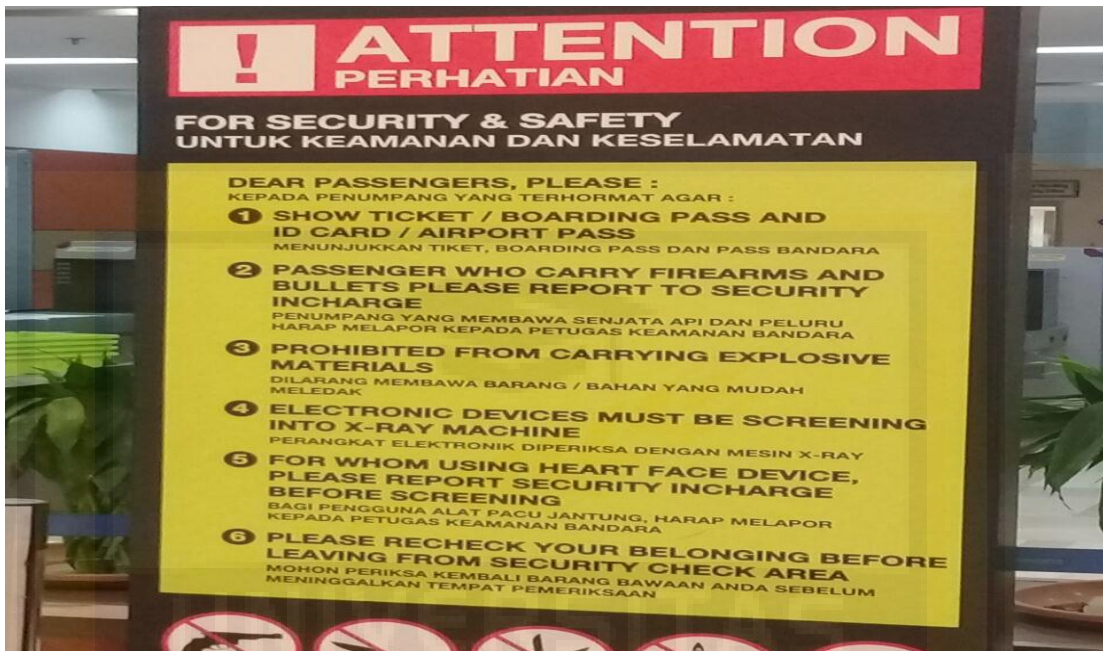 !
ATTENTION
PERHATIAN
FOR SECURITY & SAFETY
UNTUK KEAMANAN DAN KESELAMATAN
DEAR PASSENGERS, PLEASE :
KEPADA PENUMPANG YANG TERHORMAT AGAR :
1 SHOW TICKET / BOARDING PASS AND
ID CARD / AIRPORT PASS
MENUNJUKKAN TIKET, BOARDING PASS DAN PASS BANDARA
2 PASSENGER WHO CARRY FIREARMS AND
BULLETS PLEASE REPORT TO SECURITY
INCHARGE
PENUMPANG YANG MEMBAWA SENJATA API DAN PELURU
HARAP MELAPOR KEPADA PETUGAS KEAMANAN BANDARA
3 PROHIBITED FROM CARRYING EXPLOSIVE
MATERIALS
DILARANG MEMBAWA BARANG / BAHAN YANG MUDAH
MELEDAK
4 ELECTRONIC DEVICES MUST BE SCREENING
INTO X-RAY MACHINE
PERANGKAT ELEKTRONIK DIPERIKSA DENGAN MESIN X-RAY
5 FOR WHOM USING HEART FACE DEVICE,
PLEASE REPORT SECURITY INCHARGE
BEFORE SCREENING
BAGI PENGGUNA ALAT PACU JANTUNG, HARAP MELAPOR
KEPADA PETUGAS KEAMANAN BANDARA
6 PLEASE RECHECK YOUR BELONGING BEFORE
LEAVING FROM SECURITY CHECK AREA
MOHON PERIKSA KEMBALI BARANG BAWAAN ANDA SEBELUM
MENINGGALKAN TEMPAT PEMERIKSAAN
UNIVERSITAS